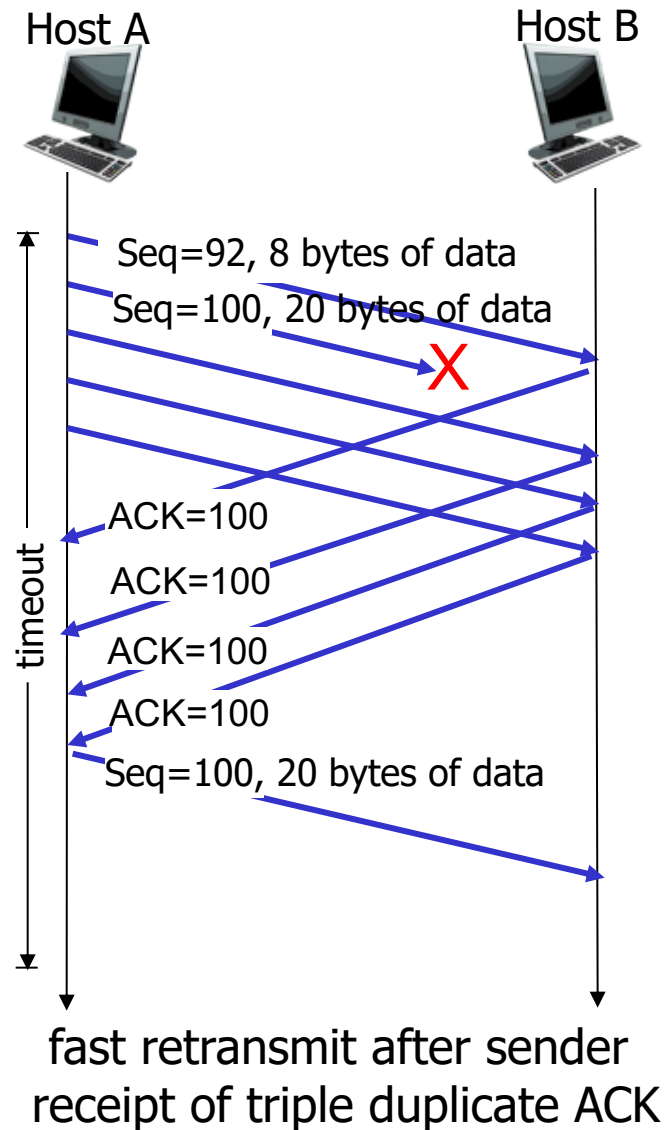 Host A
Host B
Seq=92, 8 bytes of data
Seq=100, 20 bytes of data
X
ACK=100
timeout
ACK=100
ACK=100
ACK=100
Seq=100, 20 bytes of data
fast retransmit after sender
receipt of triple duplicate ACK